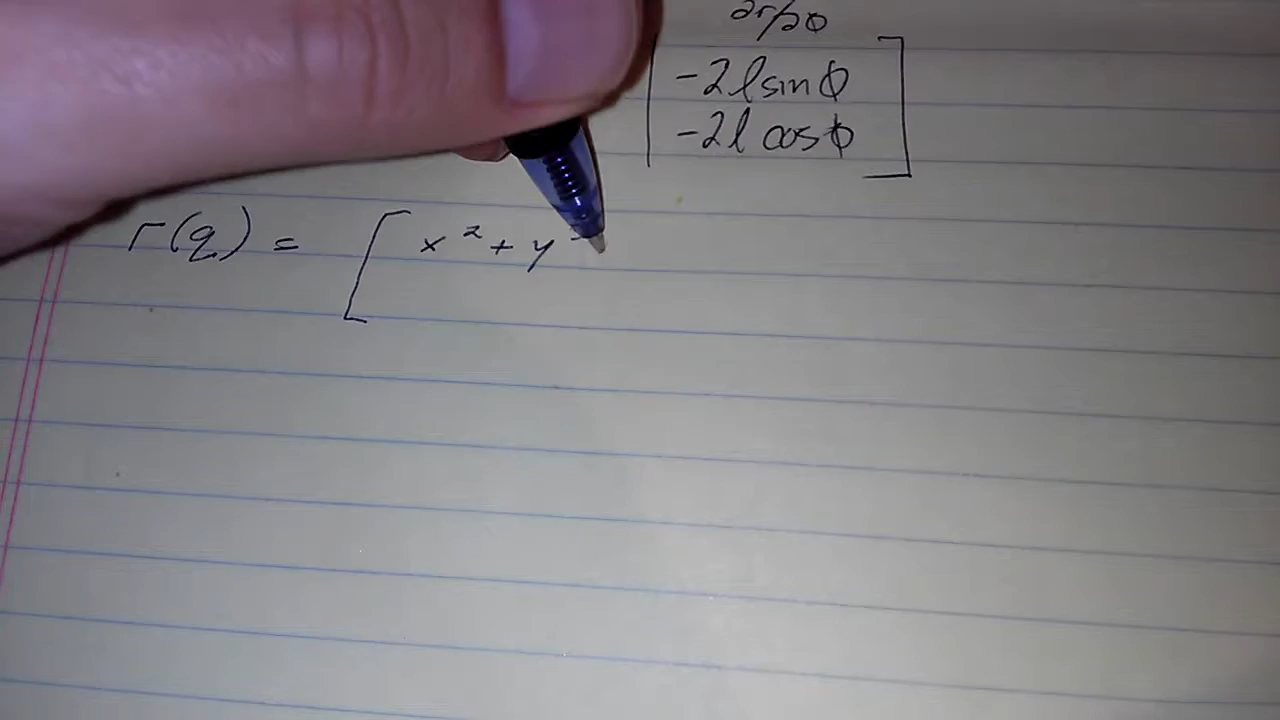 ∂r/∂φ
-2l sin φ
-2l cos φ
r(q) = [ x² + y